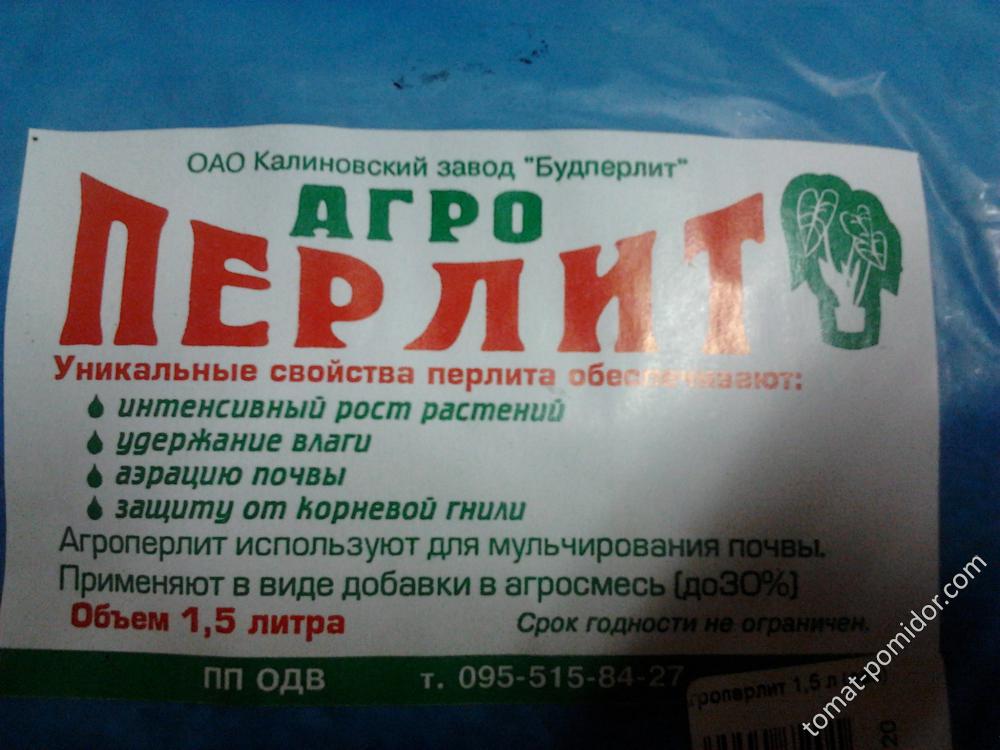 ОАО Калиновский завод "Будперлит"
АГРО
ПЕРЛИТ
Уникальные свойства перлита обеспечивают:
интенсивный рост растений
удержание влаги
аэрацию почвы
защиту от корневой гнили
Агроперлит используют для мульчирования почвы.
Применяют в виде добавки в агросмесь (до30%)
Объем 1,5 литра
Срок годности не ограничен.
ПП ОДВ т. 095-515-84-27
гроперлит 1,5 л
20
tomat-pomidor.com